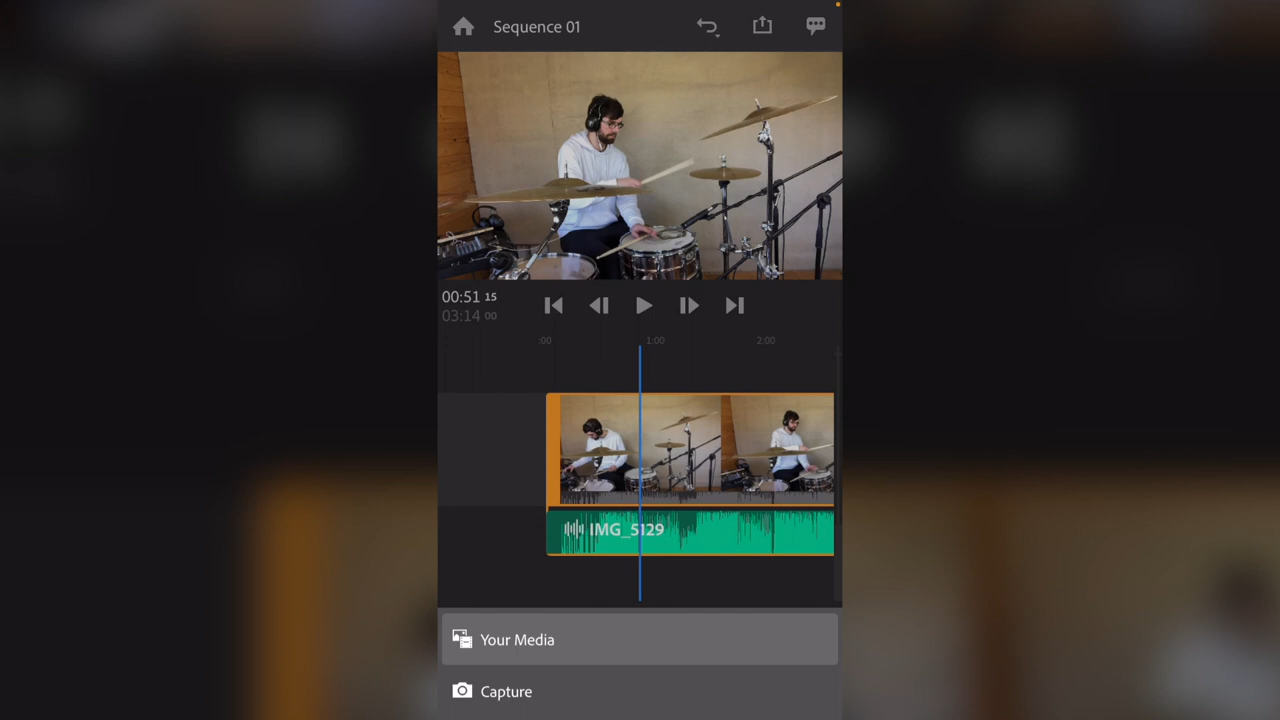 Sequence 01
00:51 15
03:14 00
:00 1:00 2:00
IMG_5129
Your Media
Capture